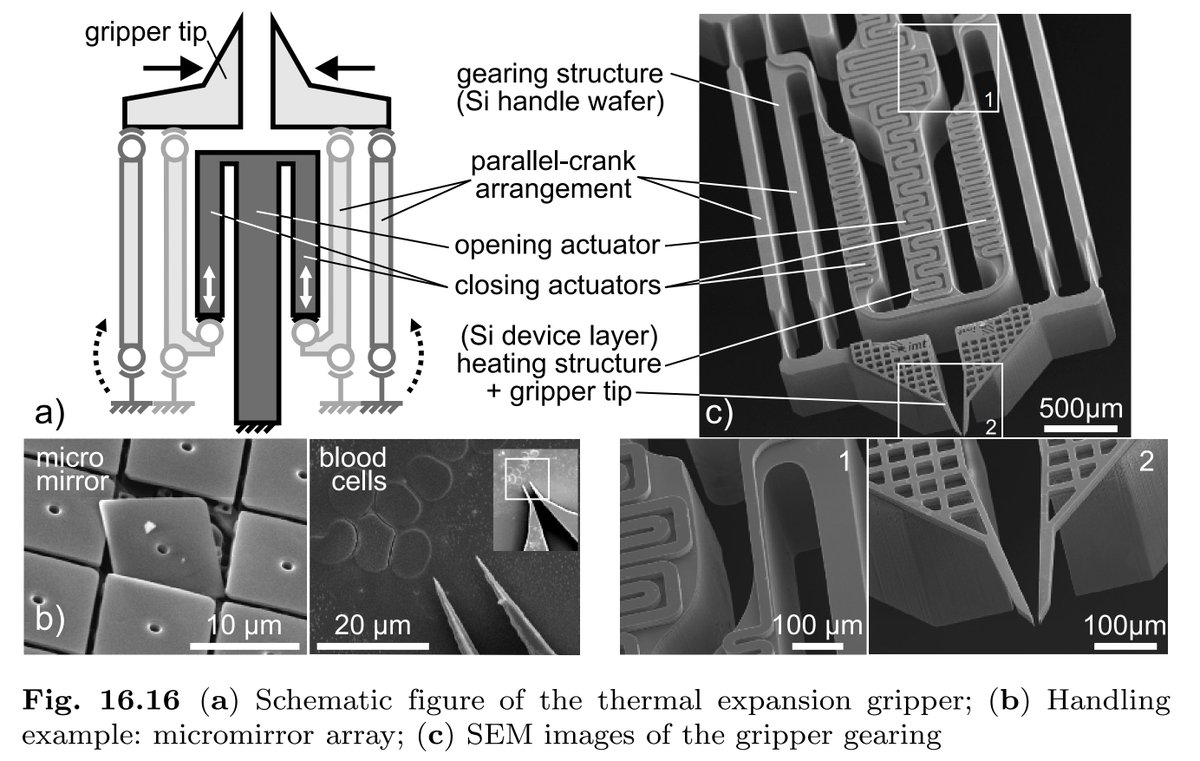 gripper tip
gearing structure
(Si handle wafer)
parallel-crank
arrangement
opening actuator
closing actuators
(Si device layer)
heating structure
+ gripper tip
a)
1
imt
imt
2
c)
500µm
micro
mirror
b)
10 µm
blood
cells
20 µm
1
100 µm
2
100µm
Fig. 16.16 (a) Schematic figure of the thermal expansion gripper; (b) Handling
example: micromirror array; (c) SEM images of the gripper gearing